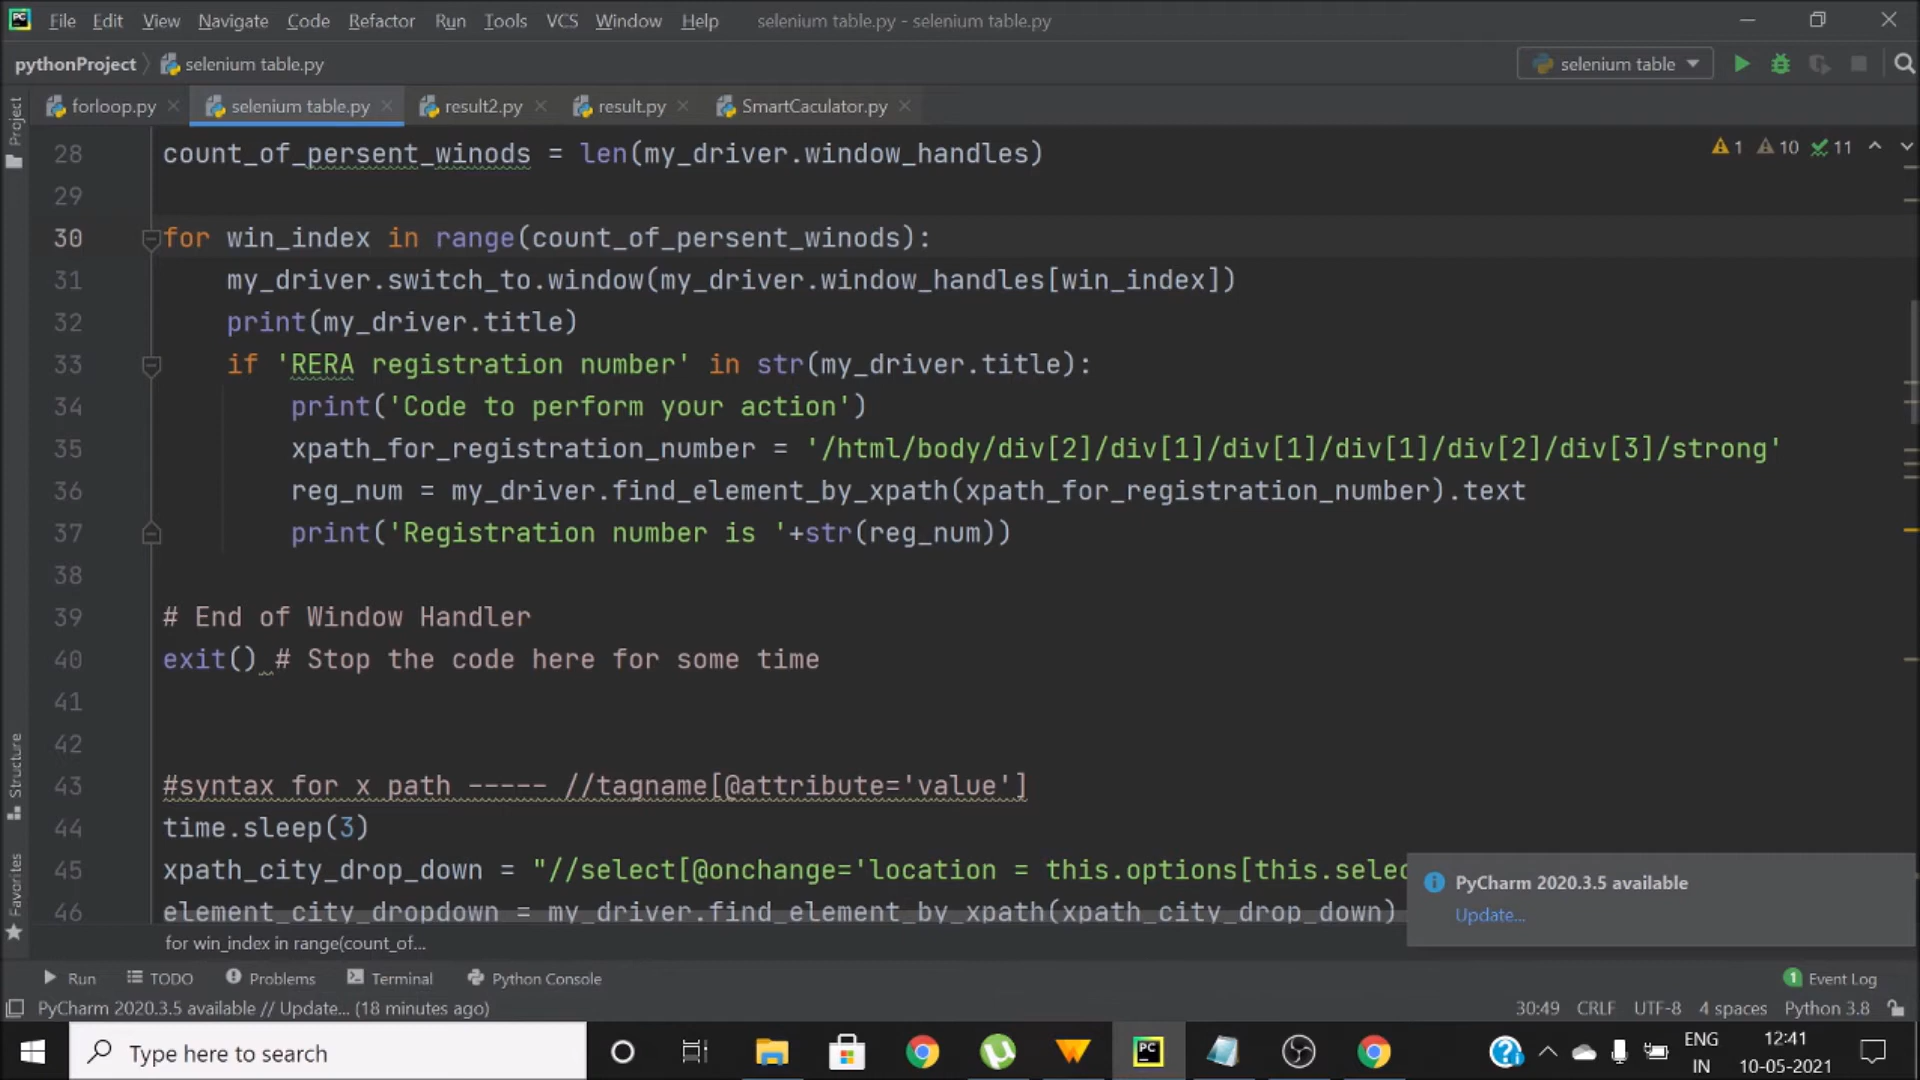 File Edit View Navigate Code Refactor Run Tools VCS Window Help selenium table.py - selenium table.py
pythonProject selenium table.py selenium table
forloop.py selenium table.py result2.py result.py SmartCaculator.py
Project
1 10 11
28 count_of_persent_winods = len(my_driver.window_handles)
29
30 for win_index in range(count_of_persent_winods):
31 my_driver.switch_to.window(my_driver.window_handles[win_index])
32 print(my_driver.title)
33 if 'RERA registration number' in str(my_driver.title):
34 print('Code to perform your action')
35 xpath_for_registration_number = '/html/body/div[2]/div[1]/div[1]/div[1]/div[2]/div[3]/strong'
36 reg_num = my_driver.find_element_by_xpath(xpath_for_registration_number).text
37 print('Registration number is '+str(reg_num))
38
39 # End of Window Handler
40 exit() # Stop the code here for some time
41
42
43 #syntax for x path ----- //tagname[@attribute='value']
44 time.sleep(3)
45 xpath_city_drop_down = "//select[@onchange='location = this.options[this.selec
46 element_city_dropdown = my_driver.find_element_by_xpath(xpath_city_drop_down)
Structure
Favorites
PyCharm 2020.3.5 available
Update...
for win_index in range(count_of...
Run TODO Problems Terminal Python Console 1 Event Log
PyCharm 2020.3.5 available // Update... (18 minutes ago) 30:49 CRLF UTF-8 4 spaces Python 3.8
PC
Type here to search
ENG
IN
12:41
10-05-2021